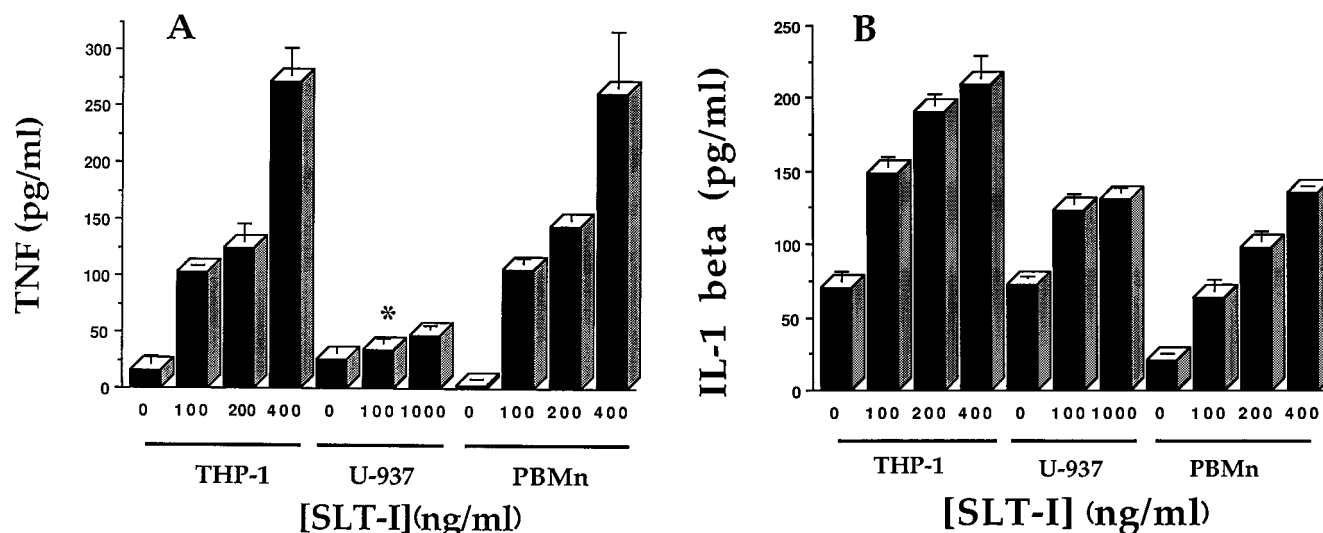 A
TNF (pg/ml)
300
250
200
150
100
50
0
*
0 100 200 400 0 100 1000 0 100 200 400
THP-1 U-937 PBMn
[SLT-I](ng/ml)
B
IL-1 beta (pg/ml)
250
200
150
100
50
0
0 100 200 400 0 100 1000 0 100 200 400
THP-1 U-937 PBMn
[SLT-I] (ng/ml)